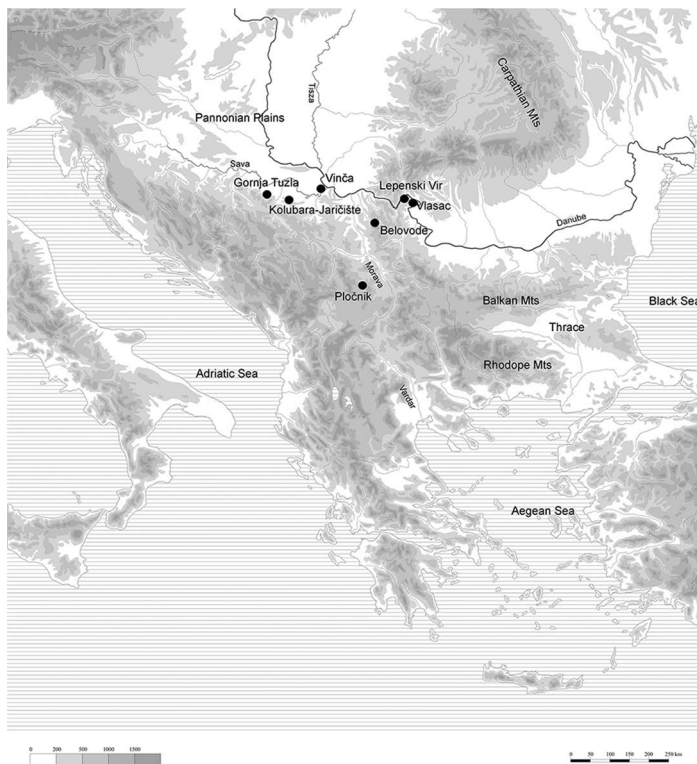 Carpathian Mts
Tisza
Pannonian Plains
Sava
Vinča
Gornja Tuzla
Lepenski Vir
Kolubara-Jaričište
Vlasac
Danube
Belovode
Morava
Pločnik
Balkan Mts
Black Sea
Thrace
Adriatic Sea
Rhodope Mts
Vardar
Aegean Sea
0 200 500 1000 1500
0 50 100 150 200 250 km